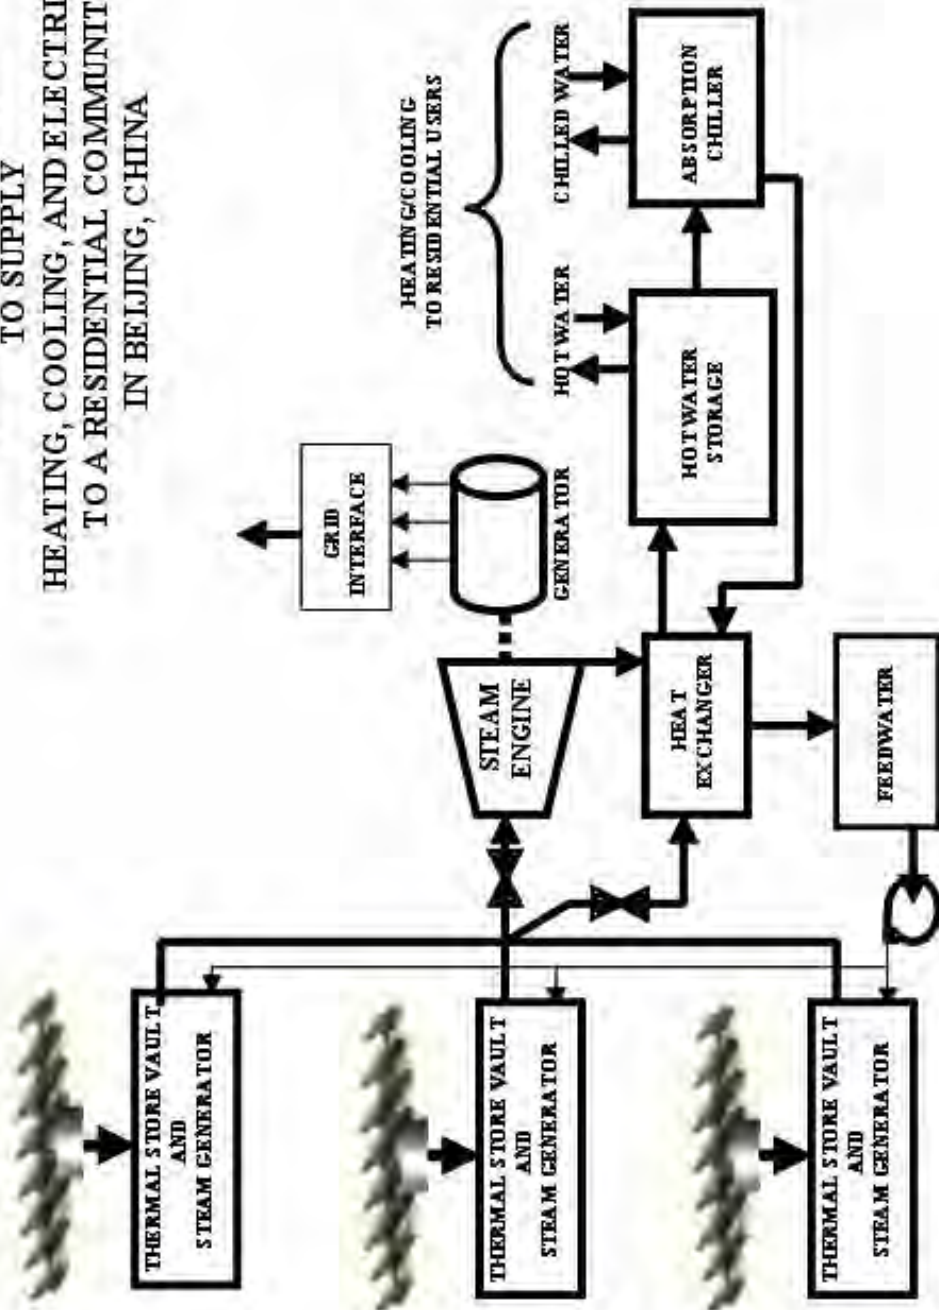 TO SUPPLY
HEATING, COOLING, AND ELECTRI
TO A RESIDENTIAL COMMUNIT
IN BEIJING, CHINA
THERMAL STORE VAULT
AND
STEAM GENERATOR
THERMAL STORE VAULT
AND
STEAM GENERATOR
THERMAL STORE VAULT
AND
STEAM GENERATOR
GRID
INTERFACE
GENERATOR
STEAM
ENGINE
HEAT
EXCHANGER
FEEDWATER
HEATING/COOLING
TO RESIDENTIAL USERS
HOT WATER
CHILLED WATER
HOT WATER
STORAGE
ABSORPTION
CHILLER